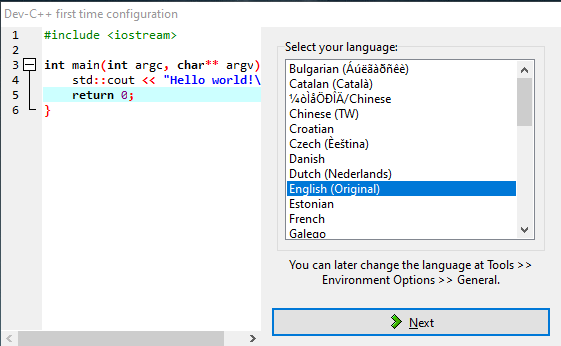 Dev-C++ first time configuration
1 #include <iostream>
2
3 int main(int argc, char** argv)
4 std::cout << "Hello world!\
5 return 0;
6 }
Select your language:
Bulgarian (Áúëãàðñêè)
Catalan (Català)
¼òÌåÖÐÎÄ/Chinese
Chinese (TW)
Croatian
Czech (Èeština)
Danish
Dutch (Nederlands)
English (Original)
Estonian
French
Galego
You can later change the language at Tools >>
Environment Options >> General.
Next